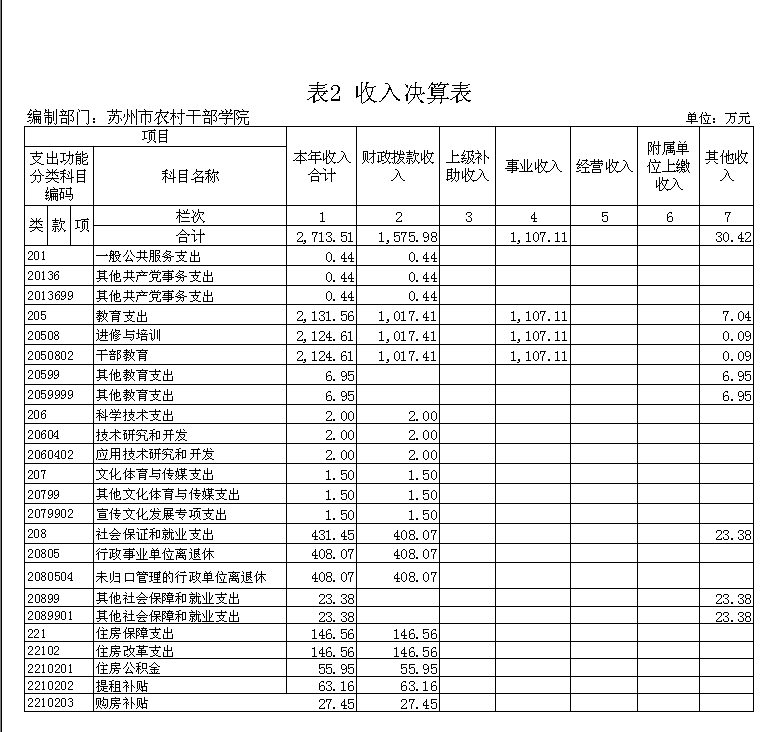 表2 收入决算表
编制部门：苏州市农村干部学院 单位：万元
项目 本年收入合计 财政拨款收入 上级补助收入 事业收入 经营收入 附属单位上缴收入 其他收入
支出功能分类科目编码 科目名称
类 款 项 栏次 1 2 3 4 5 6 7
合计 2,713.51 1,575.98 1,107.11 30.42
201 一般公共服务支出 0.44 0.44
20136 其他共产党事务支出 0.44 0.44
2013699 其他共产党事务支出 0.44 0.44
205 教育支出 2,131.56 1,017.41 1,107.11 7.04
20508 进修与培训 2,124.61 1,017.41 1,107.11 0.09
2050802 干部教育 2,124.61 1,017.41 1,107.11 0.09
20599 其他教育支出 6.95 6.95
2059999 其他教育支出 6.95 6.95
206 科学技术支出 2.00 2.00
20604 技术研究和开发 2.00 2.00
2060402 应用技术研究和开发 2.00 2.00
207 文化体育与传媒支出 1.50 1.50
20799 其他文化体育与传媒支出 1.50 1.50
2079902 宣传文化发展专项支出 1.50 1.50
208 社会保证和就业支出 431.45 408.07 23.38
20805 行政事业单位离退休 408.07 408.07
2080504 未归口管理的行政单位离退休 408.07 408.07
20899 其他社会保障和就业支出 23.38 23.38
2089901 其他社会保障和就业支出 23.38 23.38
221 住房保障支出 146.56 146.56
22102 住房改革支出 146.56 146.56
2210201 住房公积金 55.95 55.95
2210202 提租补贴 63.16 63.16
2210203 购房补贴 27.45 27.45